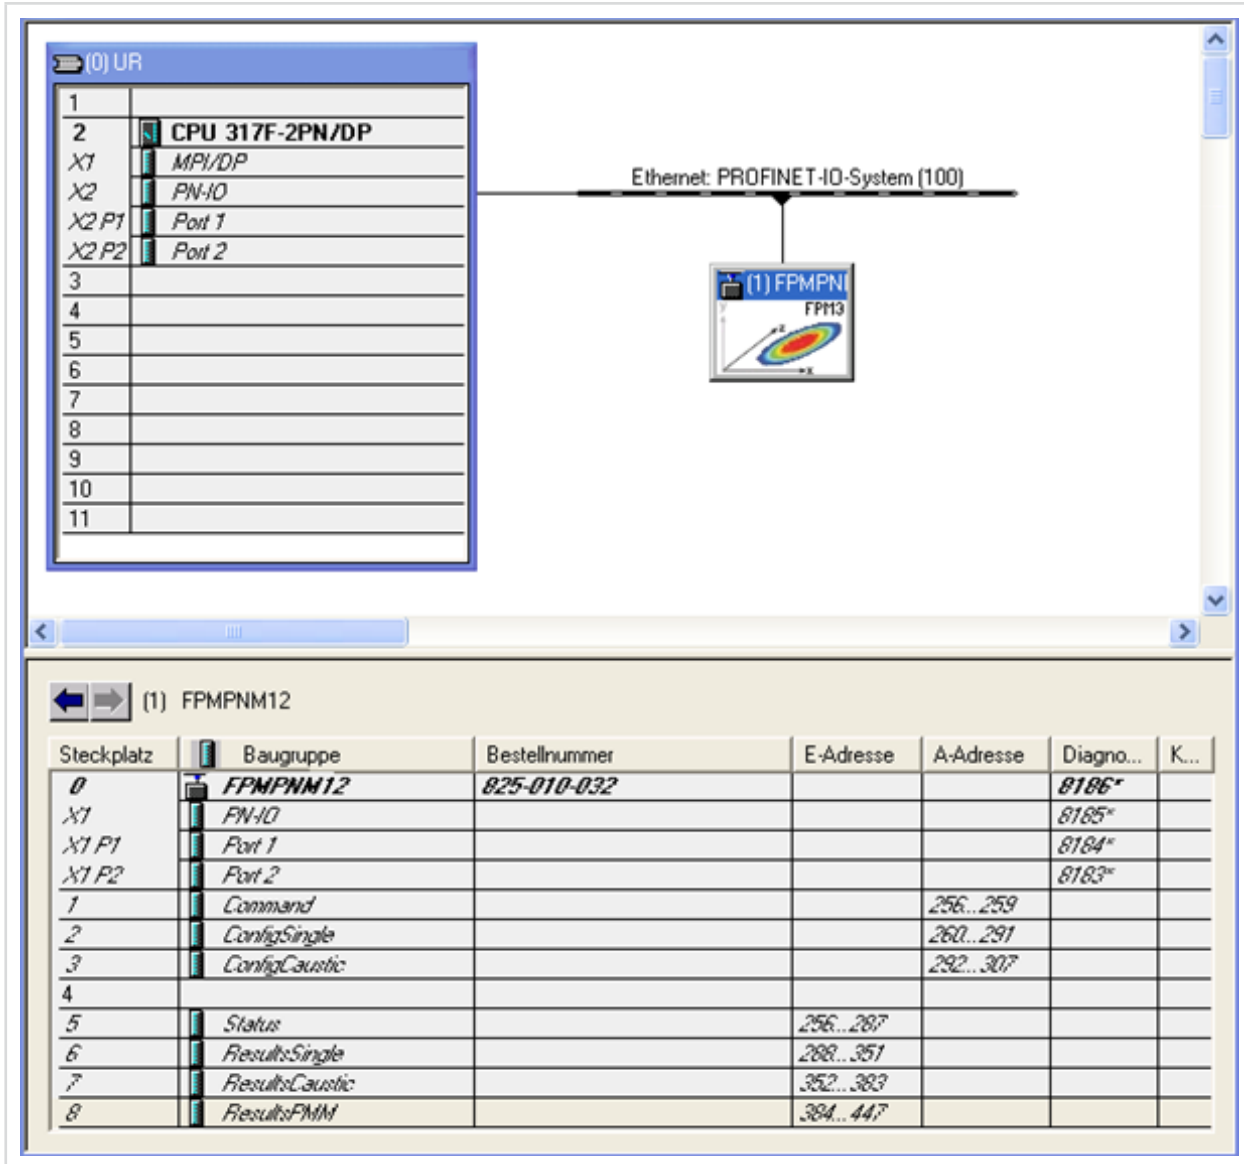 (0) UR
1
2 CPU 317F-2PN/DP
X1 MPI/DP
X2 PN-IO
X2 P1 Port 1
X2 P2 Port 2
3
4
5
6
7
8
9
10
11
Ethernet: PROFINET-IO-System (100)
(1) FPMPN
FPM3
y
z
x
(1) FPMPNM12
Steckplatz Baugruppe Bestellnummer E-Adresse A-Adresse Diagno... K...
0 FPMPNM12 825-010-032 8186*
X1 PN-IO 8185*
X1 P1 Port 1 8184*
X1 P2 Port 2 8183*
1 Command 256...259
2 ConfigSingle 260...291
3 ConfigCaustic 292...307
4
5 Status 256...287
6 ResultsSingle 288...351
7 ResultsCaustic 352...383
8 ResultsPMM 384...447